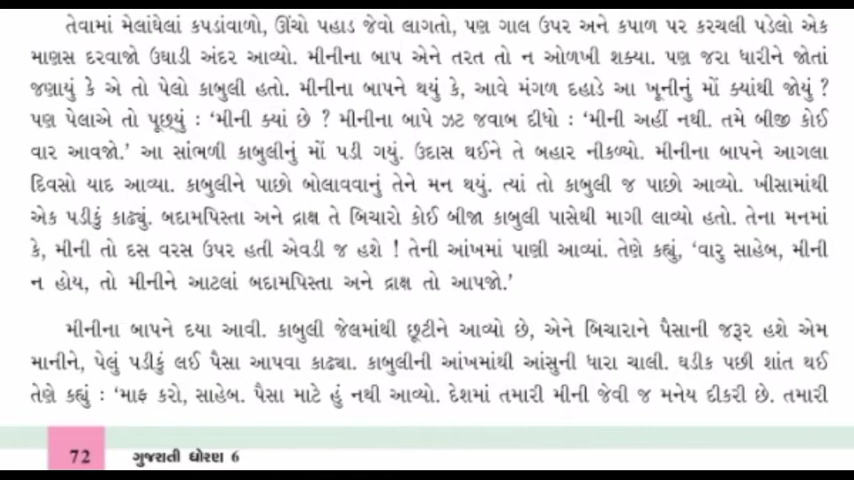 તેવામાં મેલાંઘેલાં કપડાંવાળો, ઊંચો પહાડ જેવો લાગતો, પણ ગાલ ઉપર અને કપાળ પર કરચલી પડેલો એક
માણસ દરવાજો ઉઘાડી અંદર આવ્યો. મીનીના બાપ એને તરત તો ન ઓળખી શક્યા. પણ જરા ધારીને જોતાં
જણાયું કે એ તો પેલો કાબુલી હતો. મીનીના બાપને થયું કે, આવે મંગળ દહાડે આ ખૂનીનું મોં ક્યાંથી જોયું ?
પણ પેલાએ તો પૂછ્યું : ‘મીની ક્યાં છે ? મીનીના બાપે ઝટ જવાબ દીધો : ‘મીની અહીં નથી. તમે બીજી કોઈ
વાર આવજો.’ આ સાંભળી કાબુલીનું મોં પડી ગયું. ઉદાસ થઈને તે બહાર નીકળ્યો. મીનીના બાપને આગલા
દિવસો યાદ આવ્યા. કાબુલીને પાછો બોલાવવાનું તેને મન થયું. ત્યાં તો કાબુલી જ પાછો આવ્યો. ખીસામાંથી
એક પડીકું કાઢ્યું. બદામપિસ્તા અને દ્રાક્ષ તે બિચારો કોઈ બીજા કાબુલી પાસેથી માગી લાવ્યો હતો. તેના મનમાં
કે, મીની તો દસ વરસ ઉપર હતી એવડી જ હશે ! તેની આંખમાં પાણી આવ્યાં. તેણે કહ્યું, ‘વારુ સાહેબ, મીની
ન હોય, તો મીનીને આટલાં બદામપિસ્તા અને દ્રાક્ષ તો આપજો.’
મીનીના બાપને દયા આવી. કાબુલી જેલમાંથી છૂટીને આવ્યો છે, એને બિચારાને પૈસાની જરૂર હશે એમ
માનીને, પેલું પડીકું લઈ પૈસા આપવા કાઢ્યા. કાબુલીની આંખમાંથી આંસુની ધારા ચાલી. ઘડીક પછી શાંત થઈ
તેણે કહ્યું : ‘માફ કરો, સાહેબ. પૈસા માટે હું નથી આવ્યો. દેશમાં તમારી મીની જેવી જ મનેય દીકરી છે. તમારી
72 ગુજરાતી ધોરણ 6